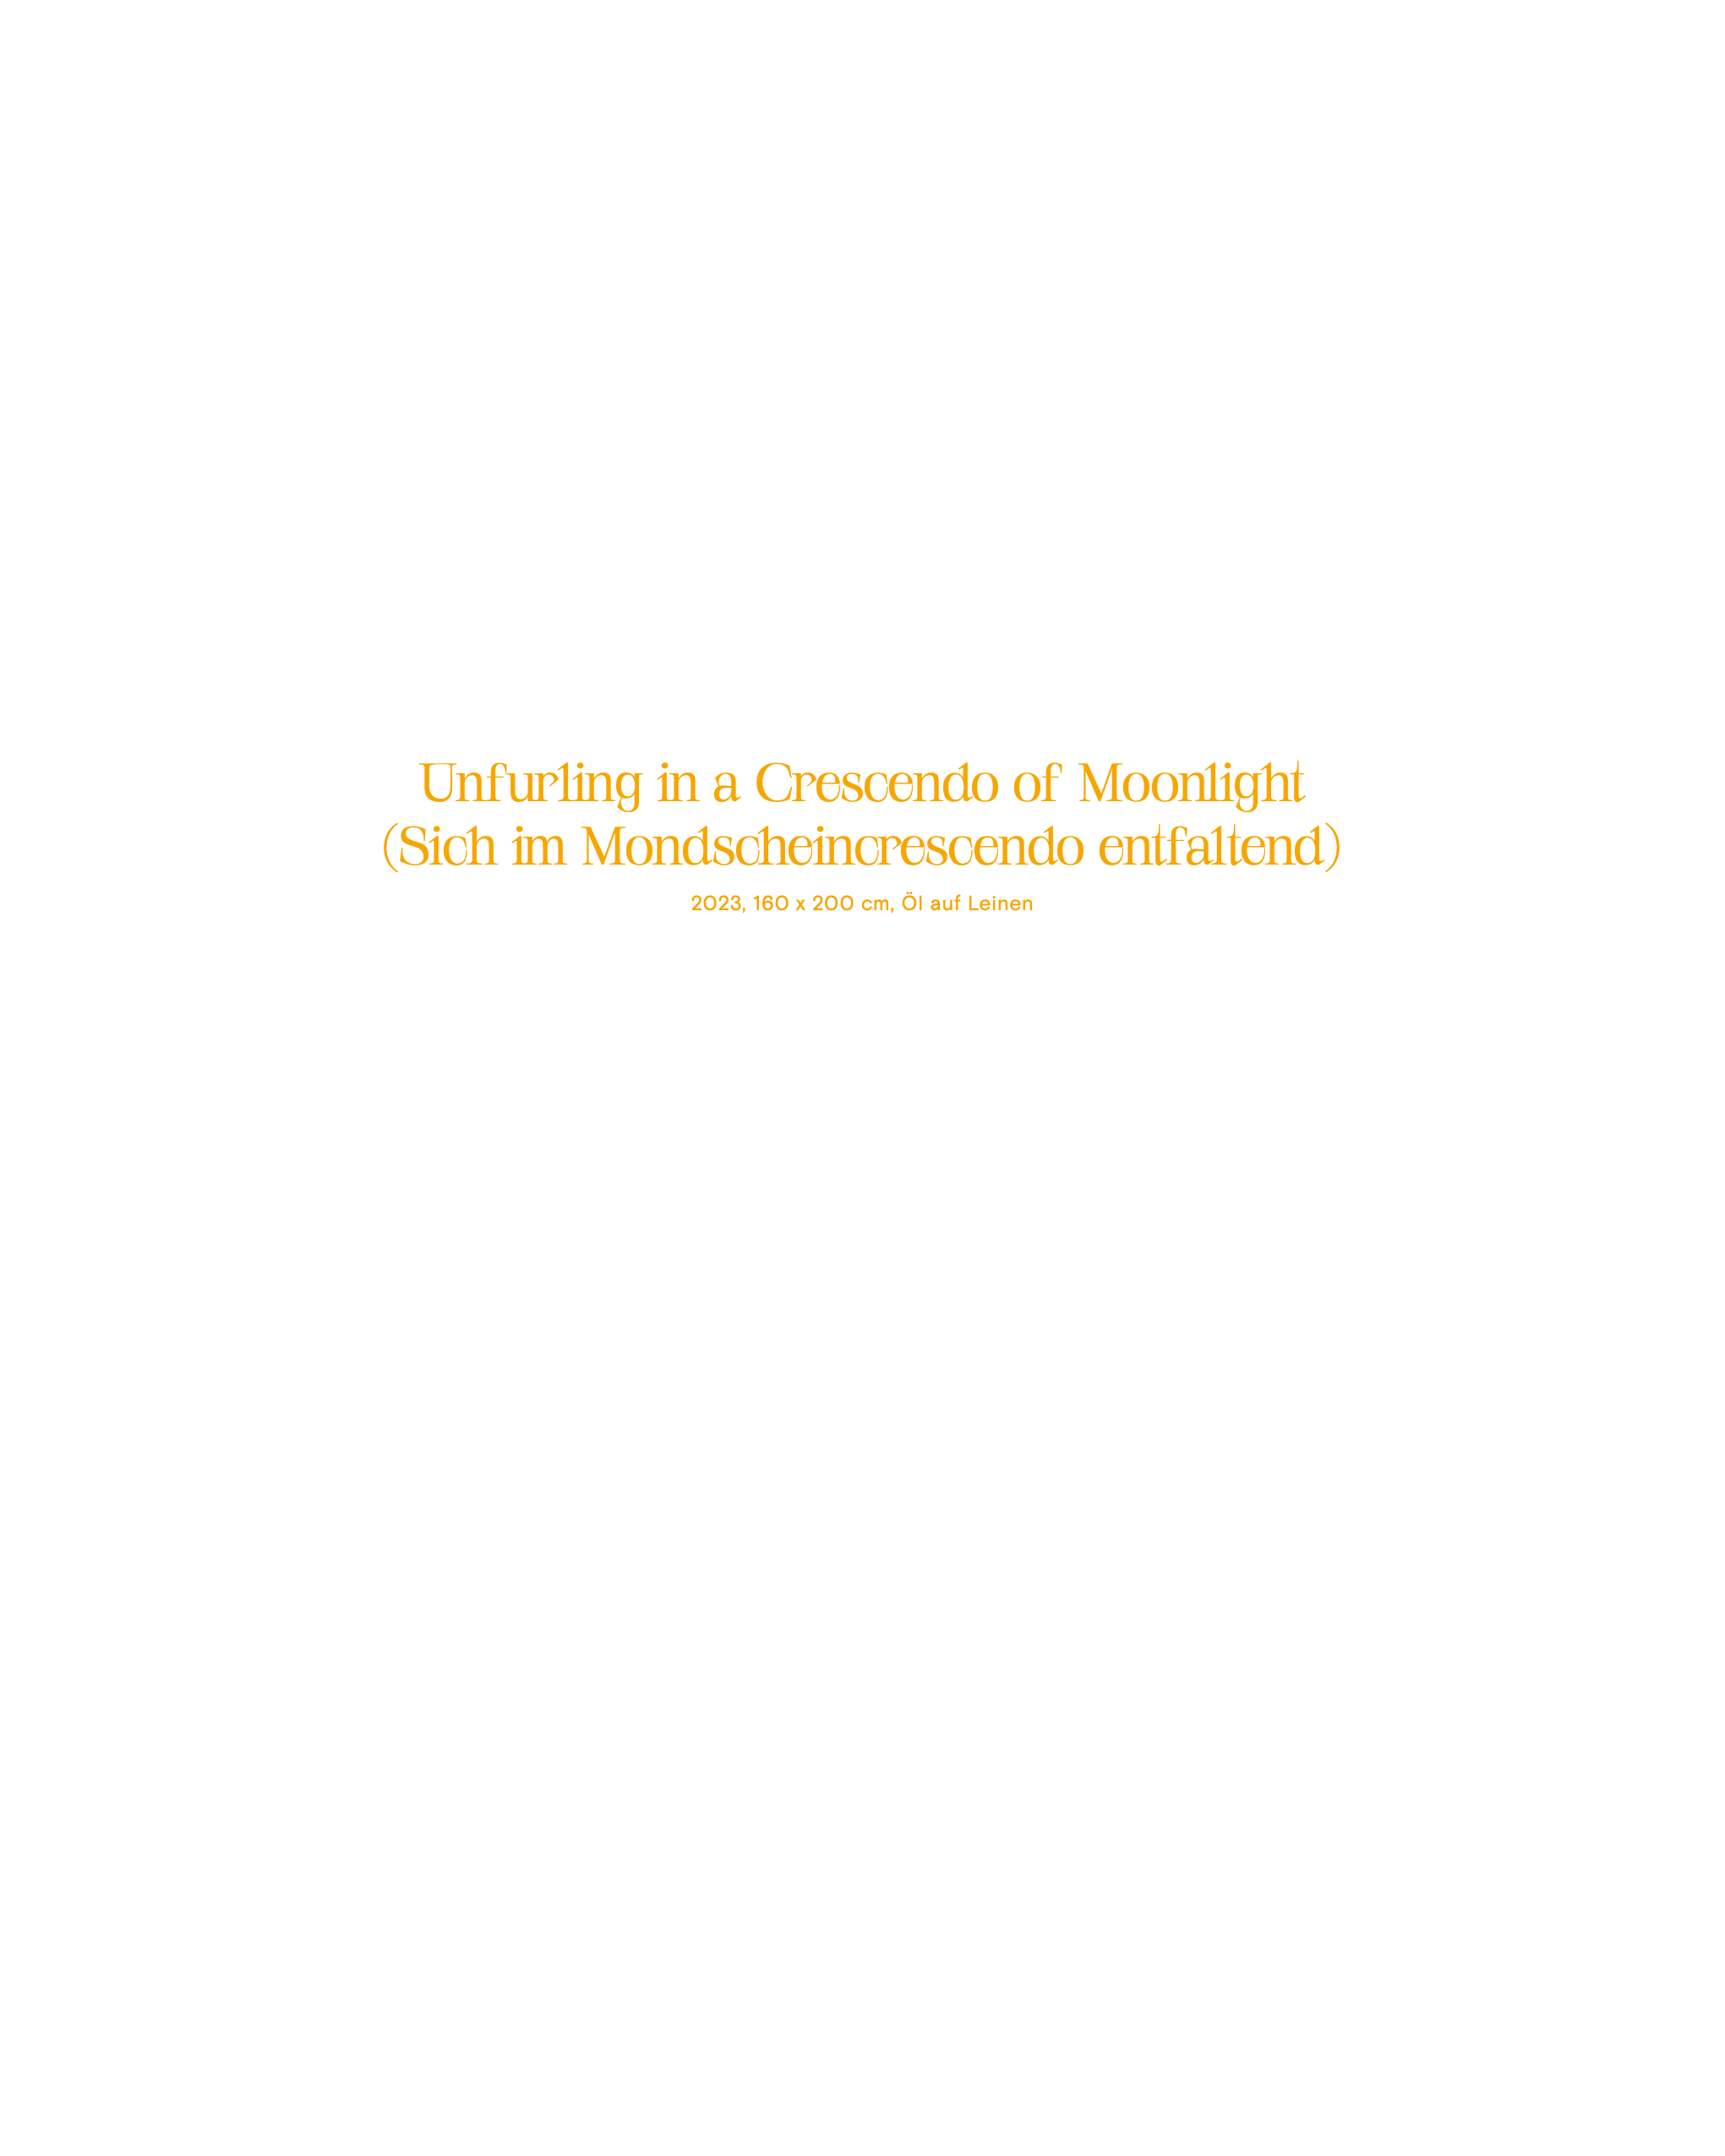 Unfurling in a Crescendo of Moonlight
(Sich im Mondscheincrescendo entfaltend)
2023, 160 x 200 cm, Öl auf Leinen